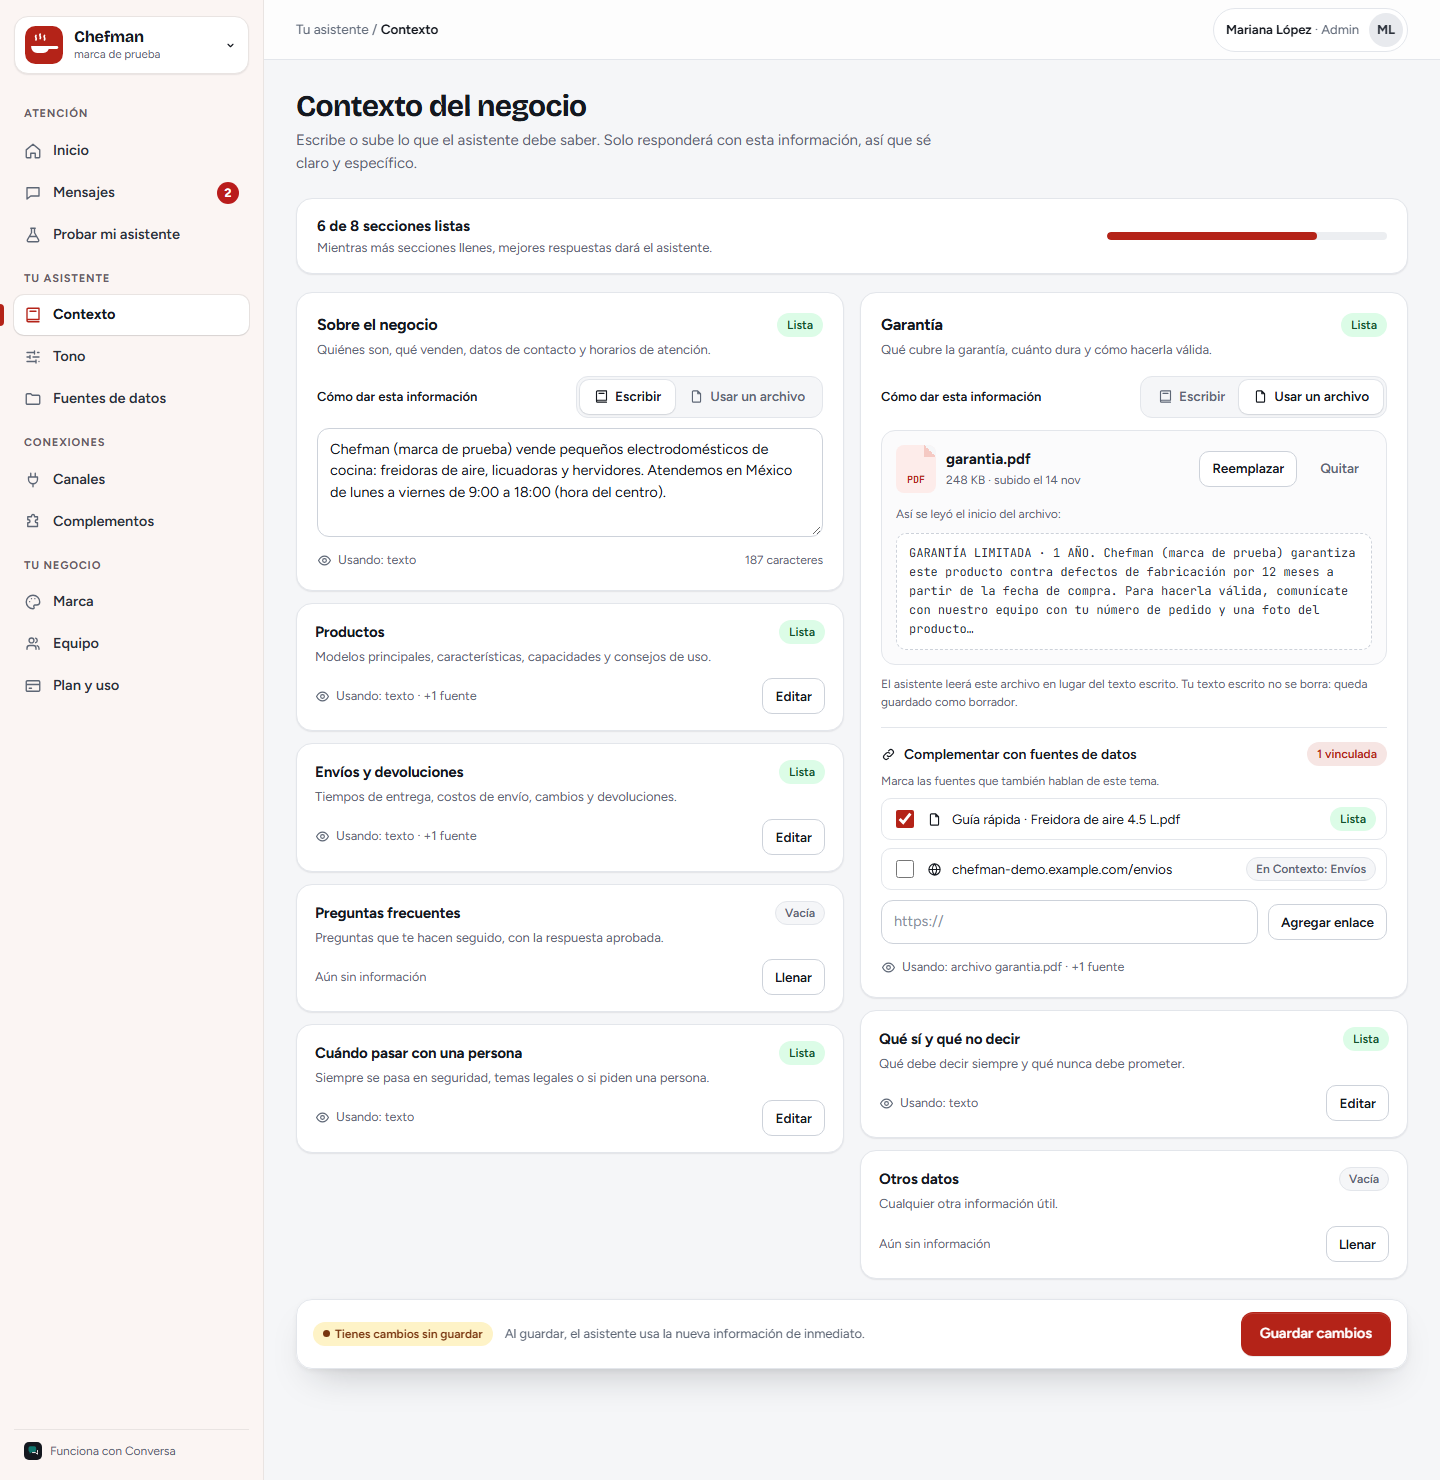 Chefman
marca de prueba
ATENCIÓN
Inicio
Mensajes
2
Probar mi asistente
TU ASISTENTE
Contexto
Tono
Fuentes de datos
CONEXIONES
Canales
Complementos
TU NEGOCIO
Marca
Equipo
Plan y uso
Funciona con Conversa
Tu asistente / Contexto
Mariana López · Admin
ML
Contexto del negocio
Escribe o sube lo que el asistente debe saber. Solo responderá con esta información, así que sé
claro y específico.
6 de 8 secciones listas
Mientras más secciones llenes, mejores respuestas dará el asistente.
Sobre el negocio
Lista
Quiénes son, qué venden, datos de contacto y horarios de atención.
Cómo dar esta información
Escribir
Usar un archivo
Chefman (marca de prueba) vende pequeños electrodomésticos de
cocina: freidoras de aire, licuadoras y hervidores. Atendemos en México
de lunes a viernes de 9:00 a 18:00 (hora del centro).
Usando: texto
187 caracteres
Productos
Lista
Modelos principales, características, capacidades y consejos de uso.
Usando: texto · +1 fuente
Editar
Envíos y devoluciones
Lista
Tiempos de entrega, costos de envío, cambios y devoluciones.
Usando: texto · +1 fuente
Editar
Preguntas frecuentes
Vacía
Preguntas que te hacen seguido, con la respuesta aprobada.
Aún sin información
Llenar
Cuándo pasar con una persona
Lista
Siempre se pasa en seguridad, temas legales o si piden una persona.
Usando: texto
Editar
Garantía
Lista
Qué cubre la garantía, cuánto dura y cómo hacerla válida.
Cómo dar esta información
Escribir
Usar un archivo
PDF
garantia.pdf
248 KB · subido el 14 nov
Reemplazar
Quitar
Así se leyó el inicio del archivo:
GARANTÍA LIMITADA · 1 AÑO. Chefman (marca de prueba) garantiza
este producto contra defectos de fabricación por 12 meses a
partir de la fecha de compra. Para hacerla válida, comunícate
con nuestro equipo con tu número de pedido y una foto del
producto…
El asistente leerá este archivo en lugar del texto escrito. Tu texto escrito no se borra: queda
guardado como borrador.
Complementar con fuentes de datos
1 vinculada
Marca las fuentes que también hablan de este tema.
Guía rápida · Freidora de aire 4.5 L.pdf
Lista
chefman-demo.example.com/envios
En Contexto: Envíos
https://
Agregar enlace
Usando: archivo garantia.pdf · +1 fuente
Qué sí y qué no decir
Lista
Qué debe decir siempre y qué nunca debe prometer.
Usando: texto
Editar
Otros datos
Vacía
Cualquier otra información útil.
Aún sin información
Llenar
Tienes cambios sin guardar
Al guardar, el asistente usa la nueva información de inmediato.
Guardar cambios